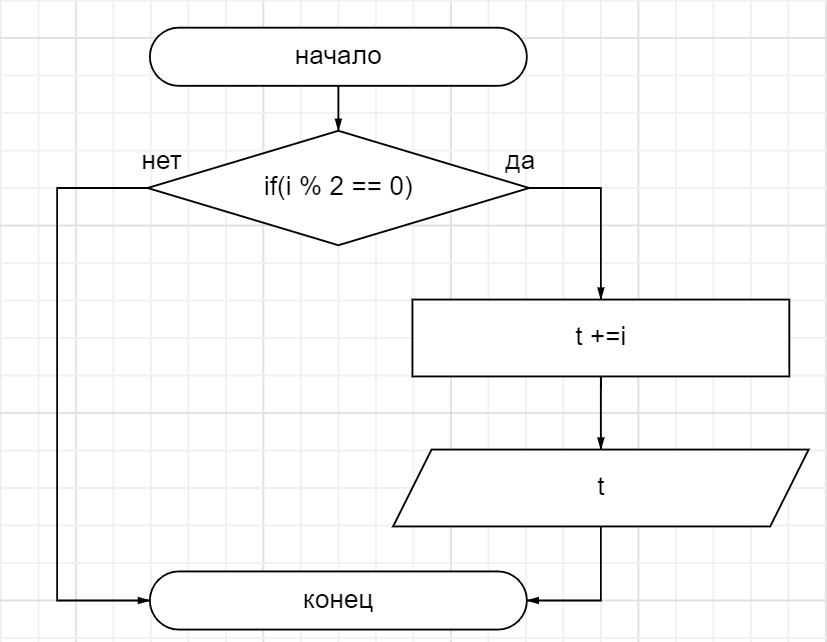 начало
нет
да
if(i % 2 == 0)
t +=i
t
конец